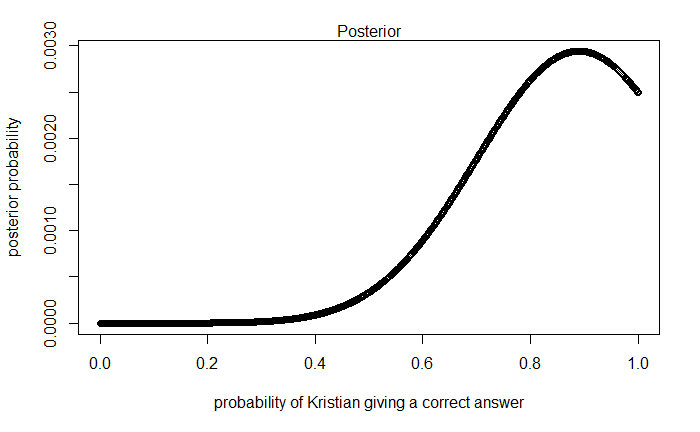 Posterior
posterior probability
0.0030
0.0020
0.0010
0.0000
0.0 0.2 0.4 0.6 0.8 1.0
probability of Kristian giving a correct answer